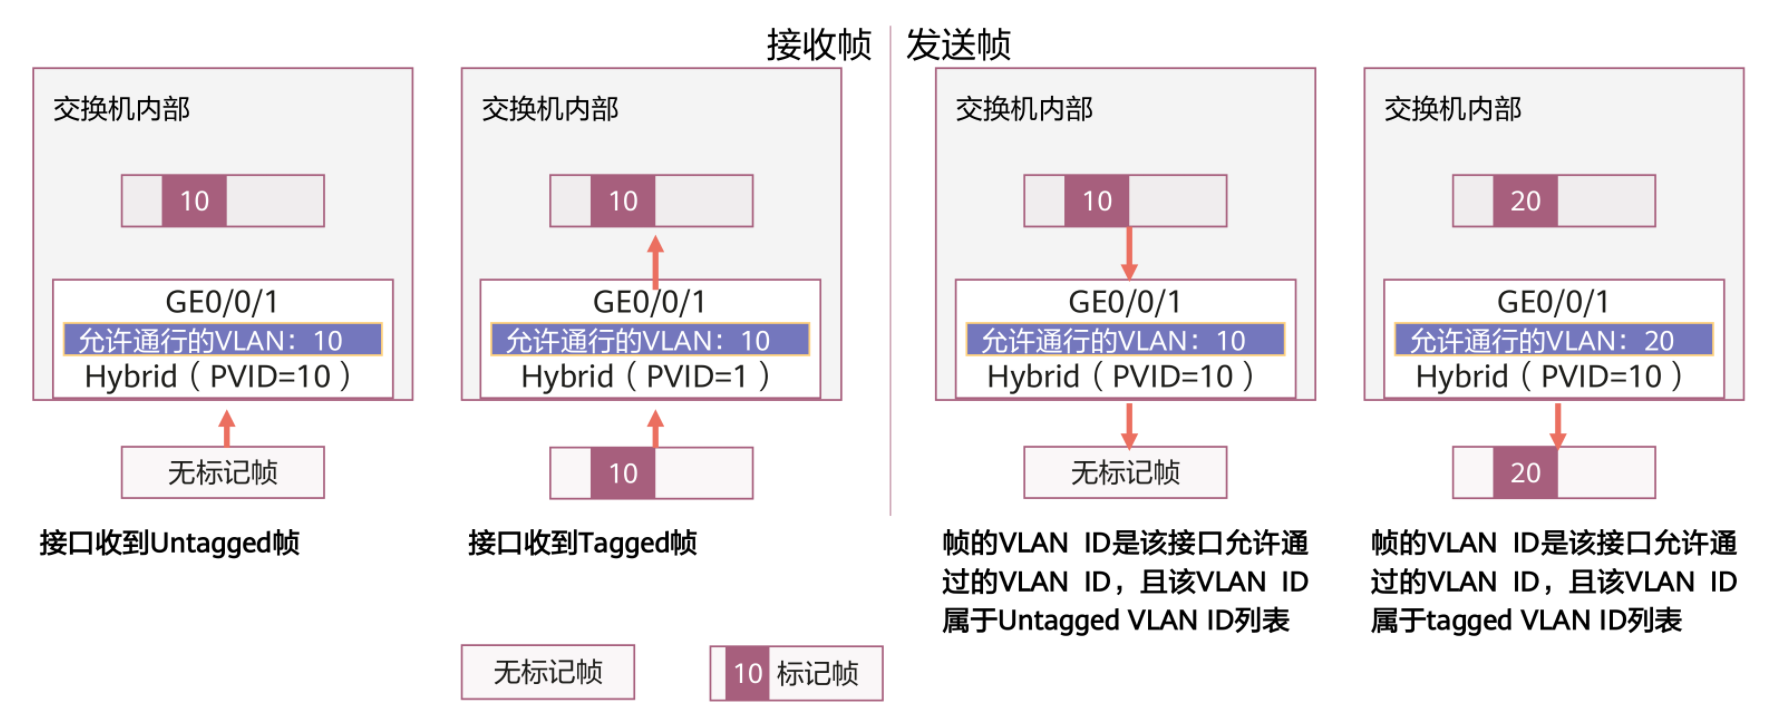 接收帧
发送帧
交换机内部
10
GE0/0/1
允许通行的VLAN：10
Hybrid（PVID=10）
无标记帧
接口收到Untagged帧
交换机内部
10
GE0/0/1
允许通行的VLAN：10
Hybrid（PVID=1）
10
接口收到Tagged帧
交换机内部
10
GE0/0/1
允许通行的VLAN：10
Hybrid（PVID=10）
无标记帧
帧的VLAN ID是该接口允许通
过的VLAN ID，且该VLAN ID
属于Untagged VLAN ID列表
交换机内部
20
GE0/0/1
允许通行的VLAN：20
Hybrid（PVID=10）
20
帧的VLAN ID是该接口允许通
过的VLAN ID，且该VLAN ID
属于tagged VLAN ID列表
无标记帧
10 标记帧